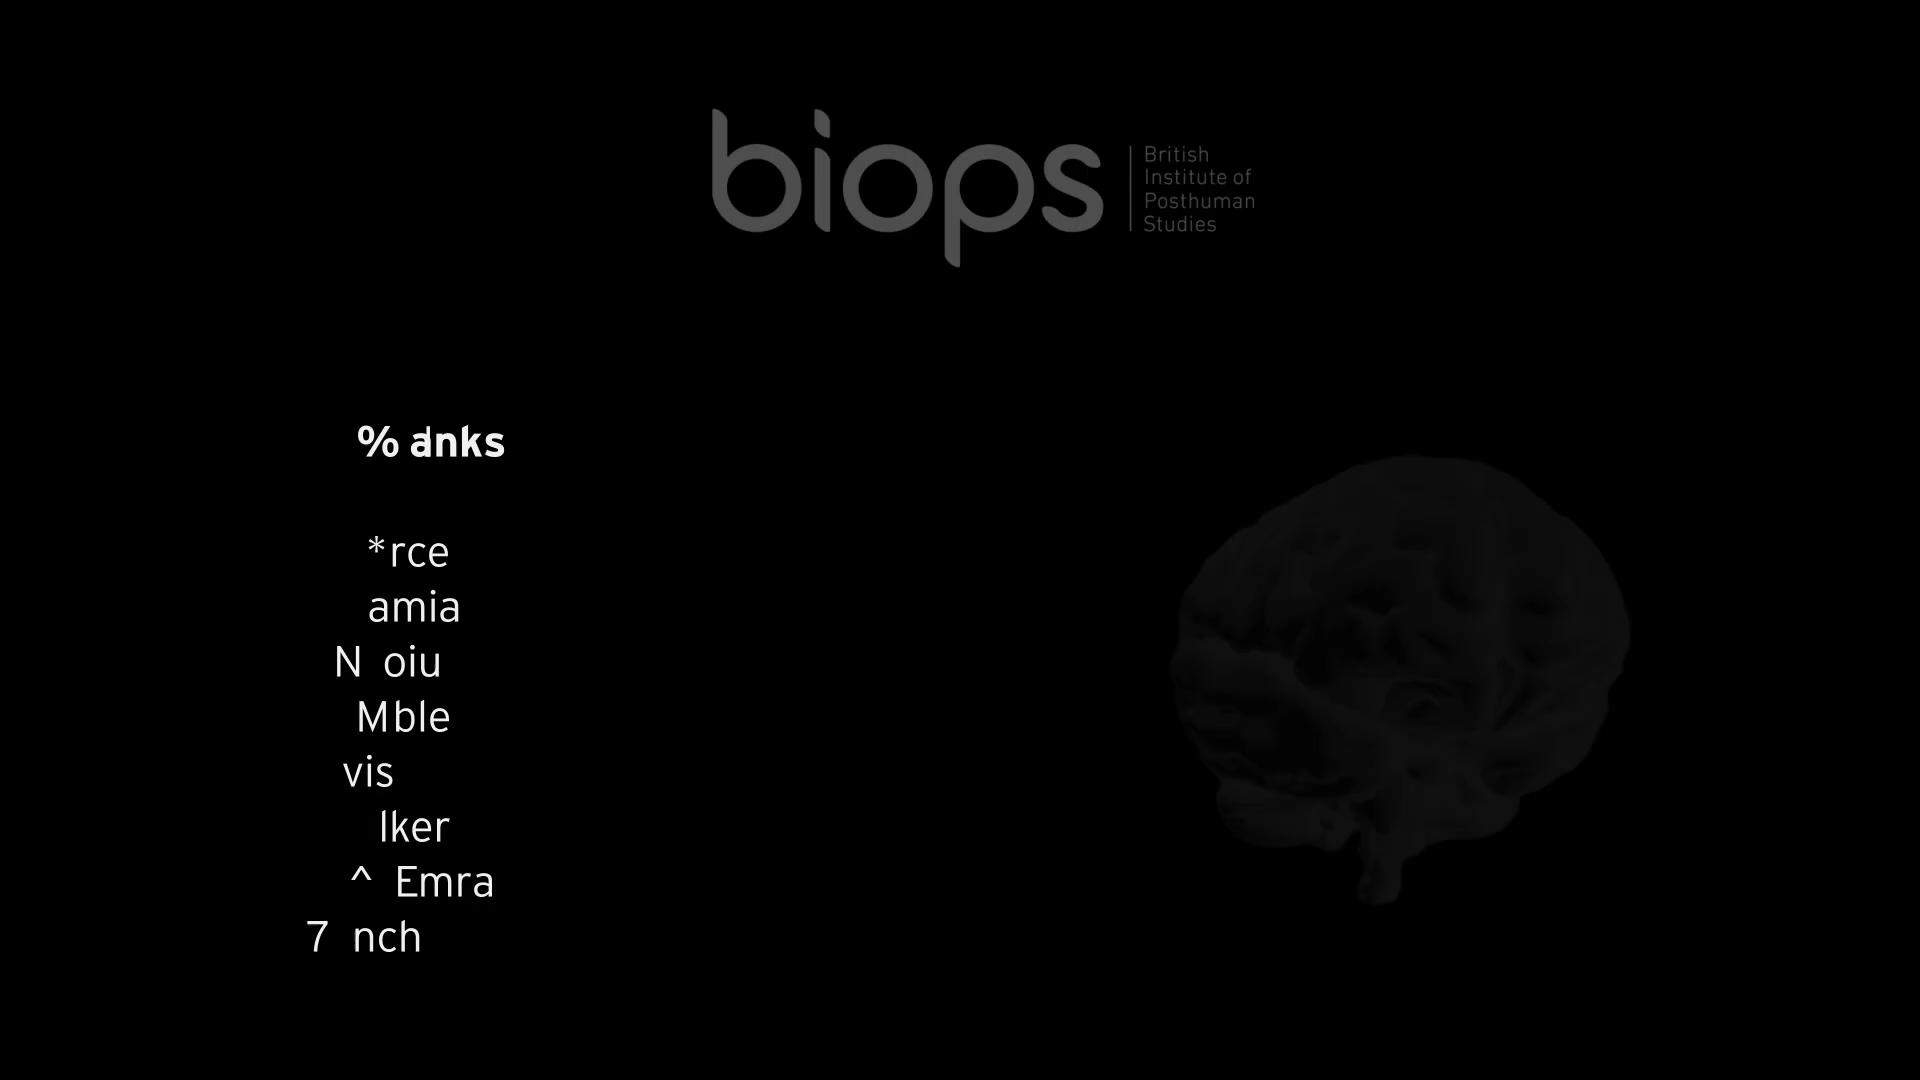 biops
British
Institute of
Posthuman
Studies
% anks
*rce
amia
N oiu
Mble
vis
lker
^ Emra
7 nch